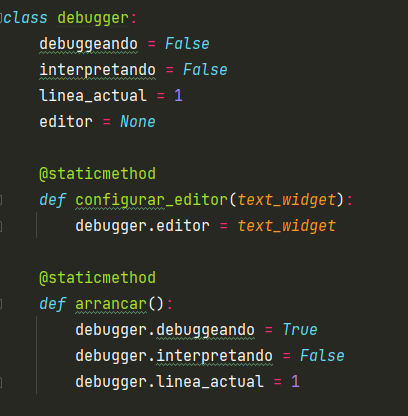 class debugger:
    debuggeando = False
    interpretando = False
    linea_actual = 1
    editor = None

    @staticmethod
    def configurar_editor(text_widget):
        debugger.editor = text_widget

    @staticmethod
    def arrancar():
        debugger.debuggeando = True
        debugger.interpretando = False
        debugger.linea_actual = 1